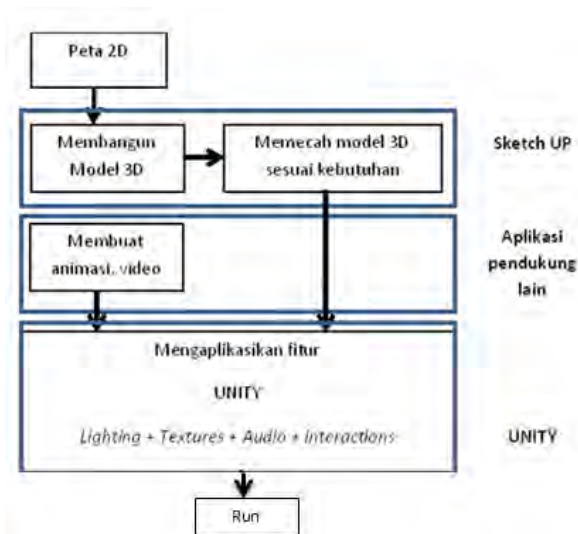 Peta 2D
Membangun
Model 3D
Memecah model 3D
sesuai kebutuhan
Sketch UP
Membuat
animasi, video
Aplikasi
pendukung
lain
Mengaplikasikan fitur
UNITY
Lighting + Textures + Audio + Interactions
UNITY
Run